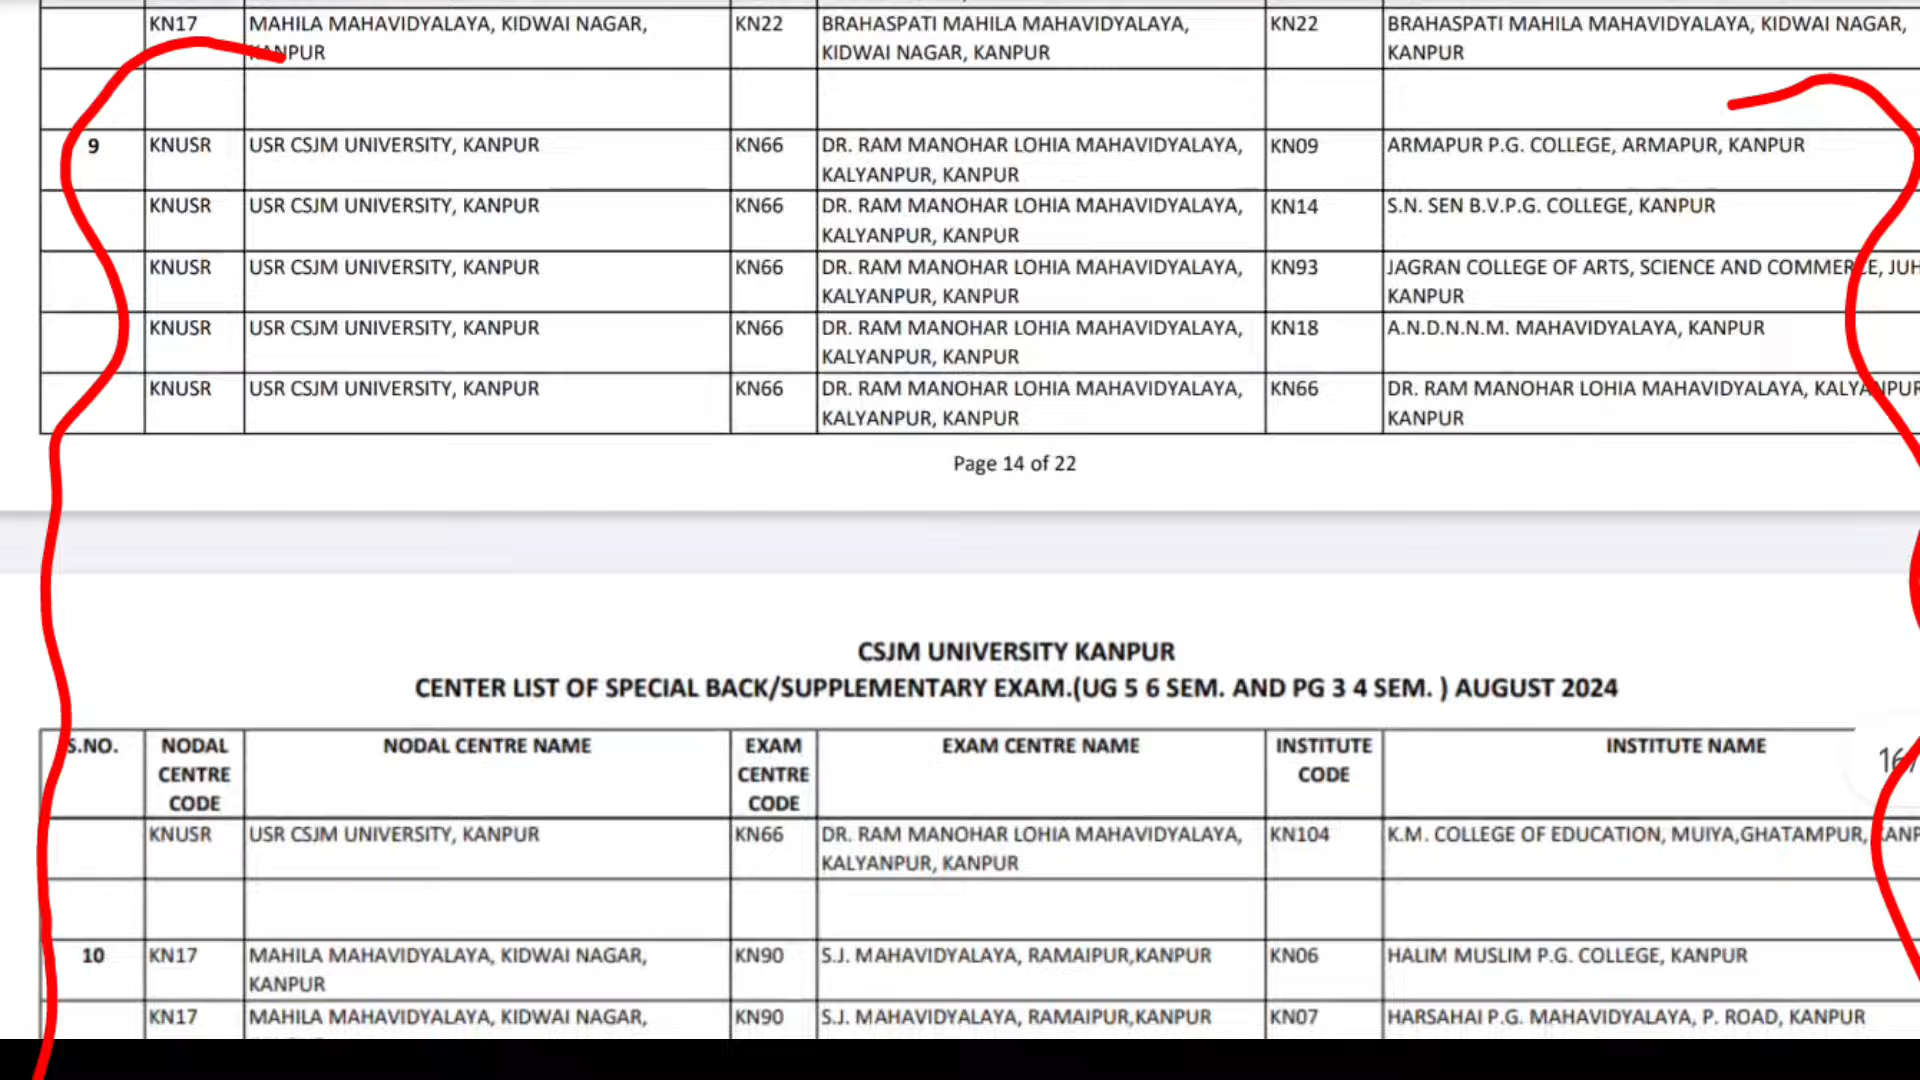 KN17 MAHILA MAHAVIDYALAYA, KIDWAI NAGAR, KN22 BRAHASPATI MAHILA MAHAVIDYALAYA, KN22 BRAHASPATI MAHILA MAHAVIDYALAYA, KIDWAI NAGAR,
KANPUR KIDWAI NAGAR, KANPUR KANPUR
9 KNUSR USR CSJM UNIVERSITY, KANPUR KN66 DR. RAM MANOHAR LOHIA MAHAVIDYALAYA, KN09 ARMAPUR P.G. COLLEGE, ARMAPUR, KANPUR
KALYANPUR, KANPUR
KNUSR USR CSJM UNIVERSITY, KANPUR KN66 DR. RAM MANOHAR LOHIA MAHAVIDYALAYA, KN14 S.N. SEN B.V.P.G. COLLEGE, KANPUR
KALYANPUR, KANPUR
KNUSR USR CSJM UNIVERSITY, KANPUR KN66 DR. RAM MANOHAR LOHIA MAHAVIDYALAYA, KN93 JAGRAN COLLEGE OF ARTS, SCIENCE AND COMMERCE, JUH
KALYANPUR, KANPUR KANPUR
KNUSR USR CSJM UNIVERSITY, KANPUR KN66 DR. RAM MANOHAR LOHIA MAHAVIDYALAYA, KN18 A.N.D.N.N.M. MAHAVIDYALAYA, KANPUR
KALYANPUR, KANPUR
KNUSR USR CSJM UNIVERSITY, KANPUR KN66 DR. RAM MANOHAR LOHIA MAHAVIDYALAYA, KN66 DR. RAM MANOHAR LOHIA MAHAVIDYALAYA, KALYANPUR
KALYANPUR, KANPUR KANPUR
Page 14 of 22
CSJM UNIVERSITY KANPUR
CENTER LIST OF SPECIAL BACK/SUPPLEMENTARY EXAM.(UG 5 6 SEM. AND PG 3 4 SEM. ) AUGUST 2024
S.NO. NODAL NODAL CENTRE NAME EXAM EXAM CENTRE NAME INSTITUTE INSTITUTE NAME
CENTRE CENTRE CODE
CODE CODE
KNUSR USR CSJM UNIVERSITY, KANPUR KN66 DR. RAM MANOHAR LOHIA MAHAVIDYALAYA, KN104 K.M. COLLEGE OF EDUCATION, MUIYA,GHATAMPUR, KANP
KALYANPUR, KANPUR
10 KN17 MAHILA MAHAVIDYALAYA, KIDWAI NAGAR, KN90 S.J. MAHAVIDYALAYA, RAMAIPUR,KANPUR KN06 HALIM MUSLIM P.G. COLLEGE, KANPUR
KANPUR
KN17 MAHILA MAHAVIDYALAYA, KIDWAI NAGAR, KN90 S.J. MAHAVIDYALAYA, RAMAIPUR,KANPUR KN07 HARSAHAI P.G. MAHAVIDYALAYA, P. ROAD, KANPUR